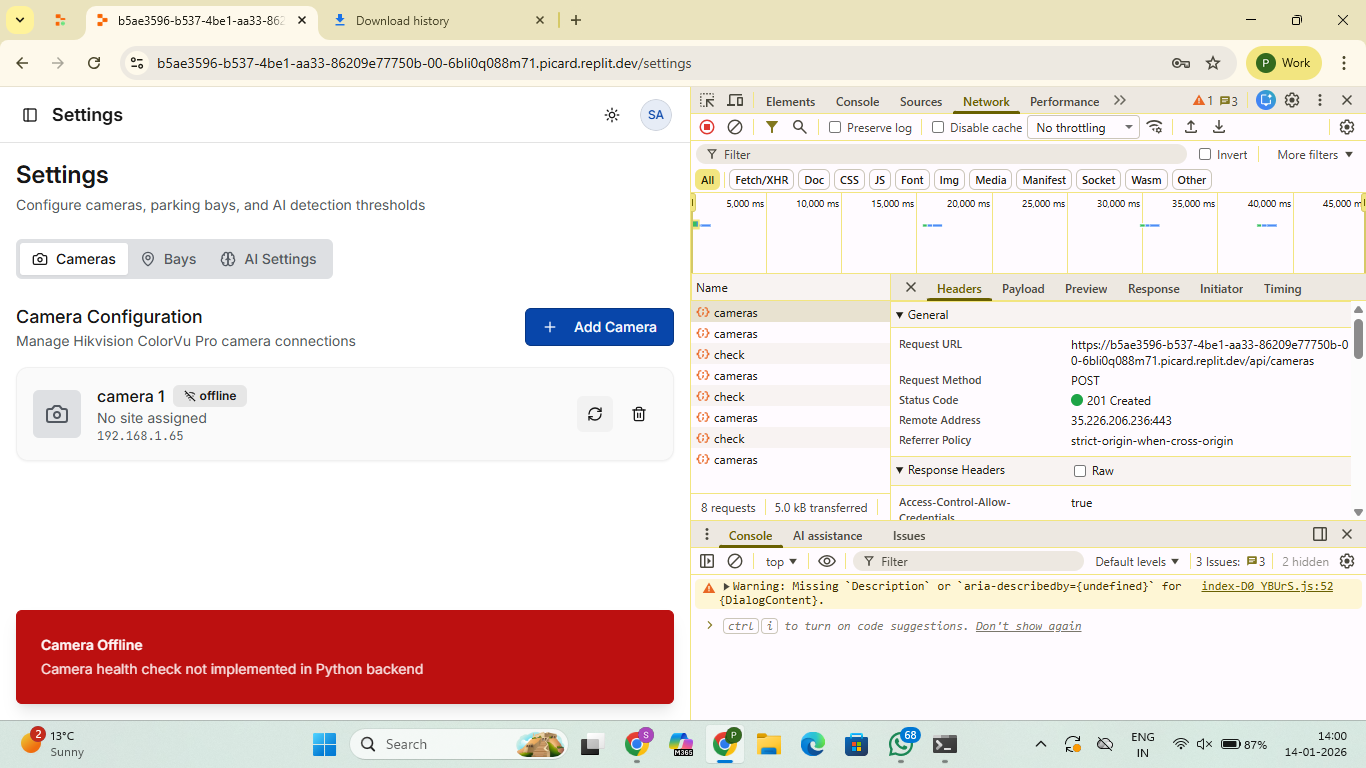 b5ae3596-b537-4be1-aa33-862
Download history
b5ae3596-b537-4be1-aa33-86209e77750b-00-6bli0q088m71.picard.replit.dev/settings
P Work
Settings
SA
Settings
Configure cameras, parking bays, and AI detection thresholds
Cameras
Bays
AI Settings
Camera Configuration
Manage Hikvision ColorVu Pro camera connections
+ Add Camera
camera 1 offline
No site assigned
192.168.1.65
Camera Offline
Camera health check not implemented in Python backend
Elements Console Sources Network Performance 1 3
Preserve log Disable cache No throttling
Filter Invert More filters
All Fetch/XHR Doc CSS JS Font Img Media Manifest Socket Wasm Other
5,000 ms 10,000 ms 15,000 ms 20,000 ms 25,000 ms 30,000 ms 35,000 ms 40,000 ms 45,000 m
Name
cameras
cameras
check
cameras
check
cameras
check
cameras
8 requests 5.0 kB transferred
Headers Payload Preview Response Initiator Timing
General
Request URL https://b5ae3596-b537-4be1-aa33-86209e77750b-0
0-6bli0q088m71.picard.replit.dev/api/cameras
Request Method POST
Status Code 201 Created
Remote Address 35.226.206.236:443
Referrer Policy strict-origin-when-cross-origin
Response Headers Raw
Access-Control-Allow- true
Credentials
Console AI assistance Issues
top Filter Default levels 3 Issues: 3 2 hidden
Warning: Missing `Description` or `aria-describedby={undefined}` for index-D0_YBUrS.js:52
{DialogContent}.
ctrl i to turn on code suggestions. Don't show again
2
13°C
Sunny
Search
S
M365
P
68
ENG
IN
87%
14:00
14-01-2026